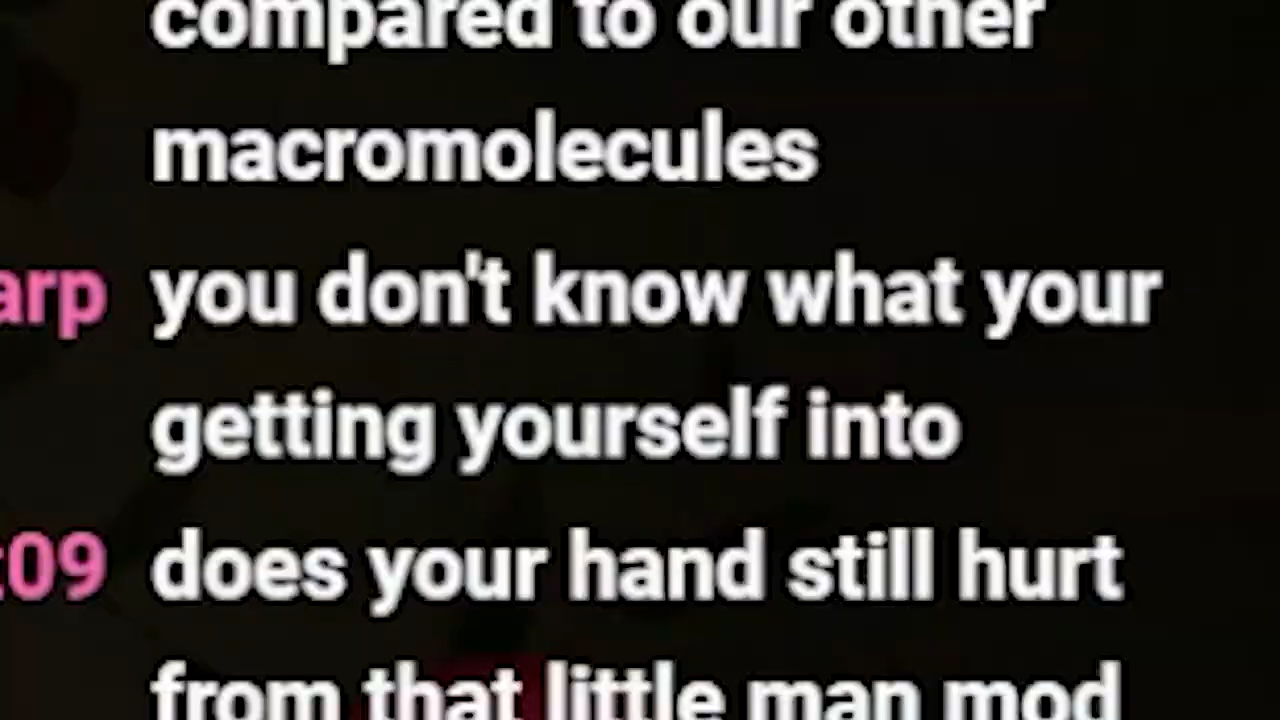 compared to our other
macromolecules
arp you don't know what your
getting yourself into
09 does your hand still hurt
from that little man mod